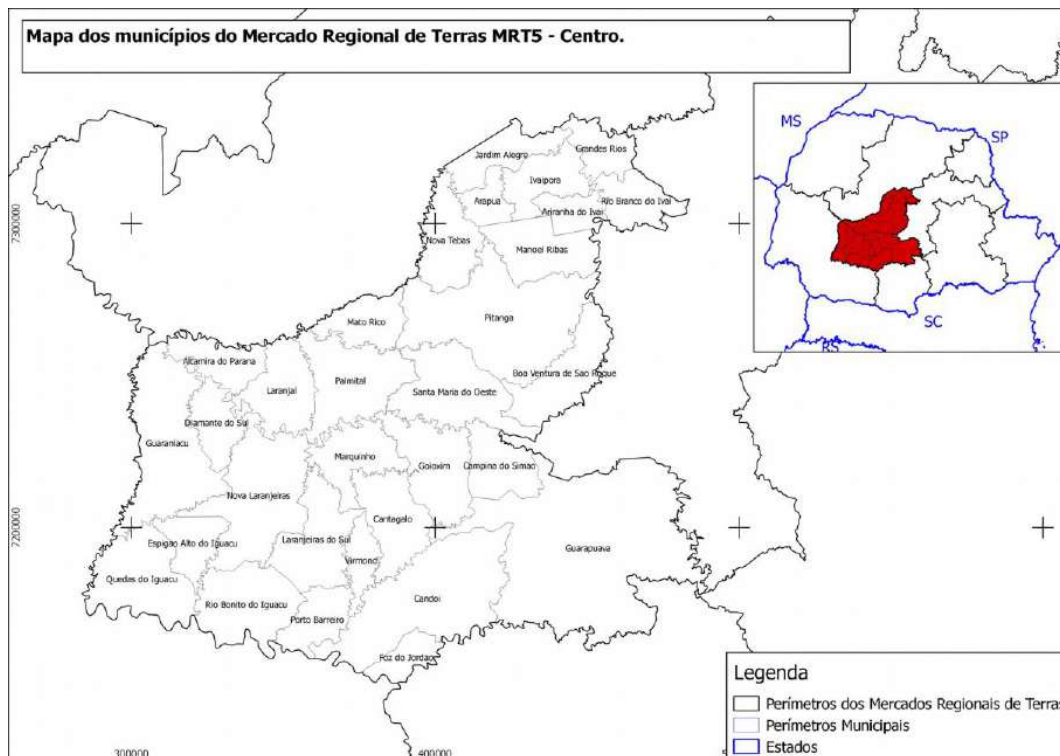 Mapa dos municípios do Mercado Regional de Terras MRT5 - Centro.
MS
SP
SC
RS
Jardim Alegre
Grandes Rios
Ivaipora
Arapua
Ariranha do Ivai
Rio Branco do Ivai
7300000
Nova Tebas
Manoel Ribas
Mato Rico
Pitanga
Altamira do Parana
Laranjal
Palmital
Santa Maria do Oeste
Boa Ventura de Sao Roque
Diamante do Sul
Guaraniacu
Marquinho
Goioxim
Campina do Simao
Nova Laranjeiras
Cantagalo
7200000
Espigao Alto do Iguacu
Laranjeiras do Sul
Virmond
Guarapuava
Quedas do Iguacu
Rio Bonito do Iguacu
Porto Barreiro
Candoi
Foz do Jordao
300000
400000
Legenda
Perímetros dos Mercados Regionais de Terras
Perímetros Municipais
Estados